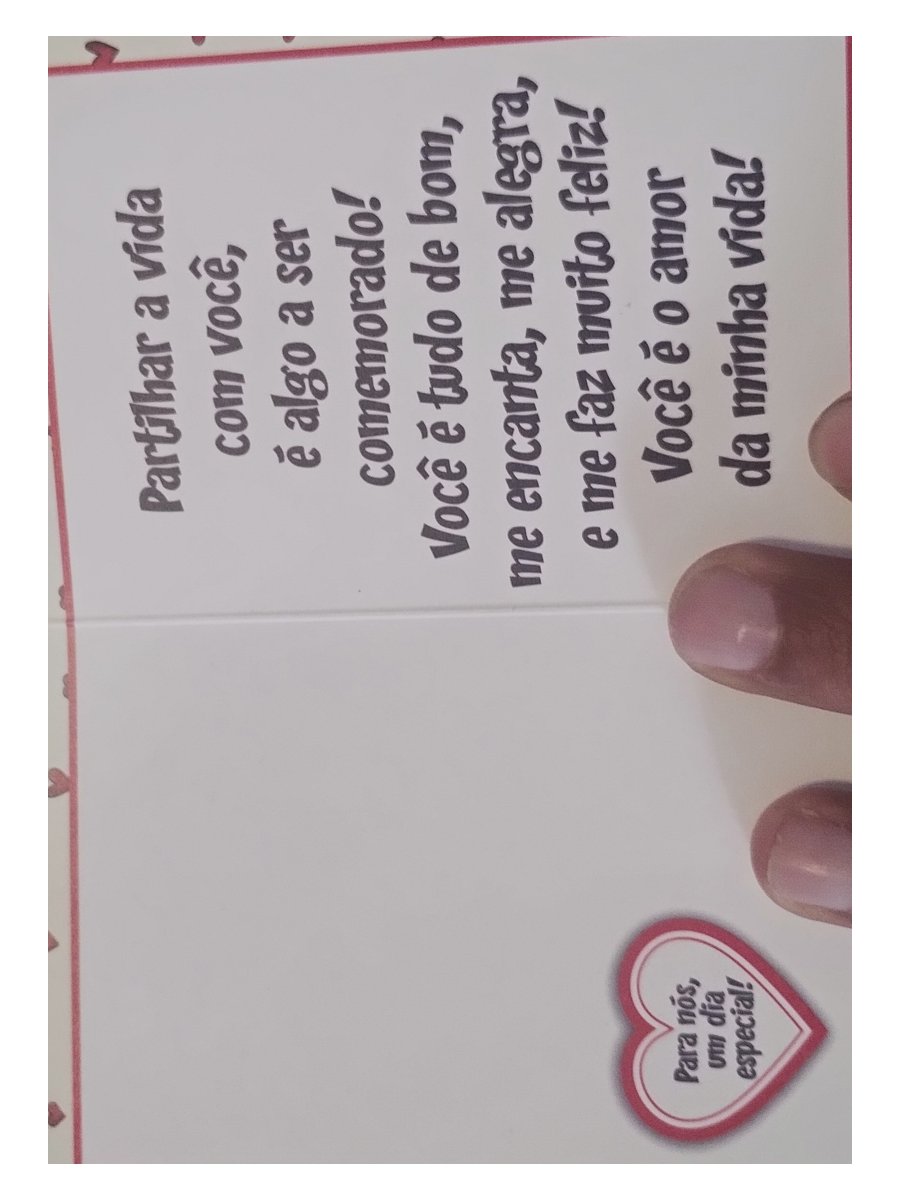 Partilhar a vida
com você,
é algo a ser
comemorado!
Você é tudo de bom,
me encanta, me alegra,
e me faz muito feliz!
Você é o amor
da minha vida!
Para nós,
um dia
especial!